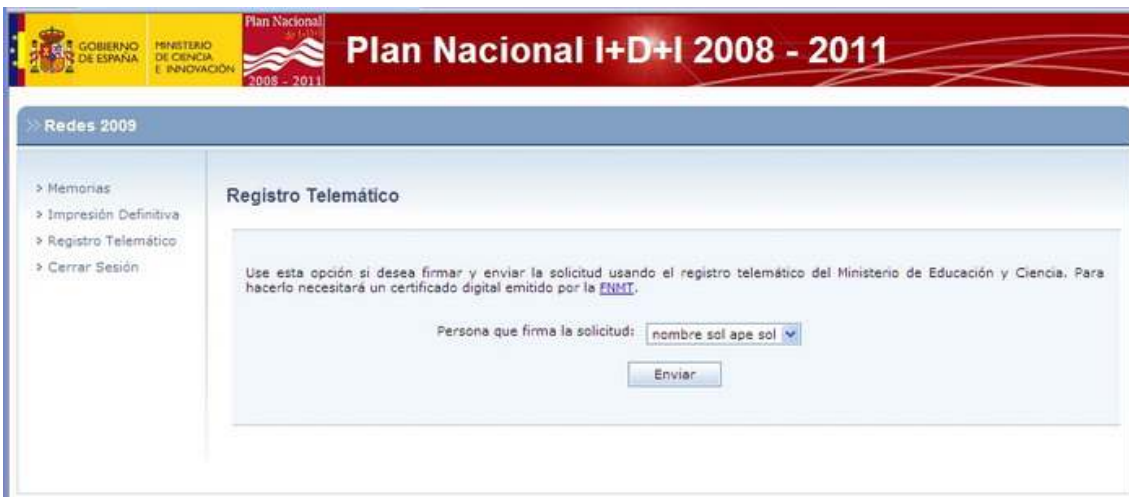 GOBIERNO
DE ESPAÑA
MINISTERIO
DE CIENCIA
E INNOVACIÓN
Plan Nacional
de I+D+i
2008 - 2011
Plan Nacional I+D+I 2008 - 2011
>> Redes 2009
> Memorias
> Impresión Definitiva
> Registro Telemático
> Cerrar Sesión
Registro Telemático
Use esta opción si desea firmar y enviar la solicitud usando el registro telemático del Ministerio de Educación y Ciencia. Para
hacerlo necesitará un certificado digital emitido por la FNMT.
Persona que firma la solicitud: nombre sol ape sol
Enviar